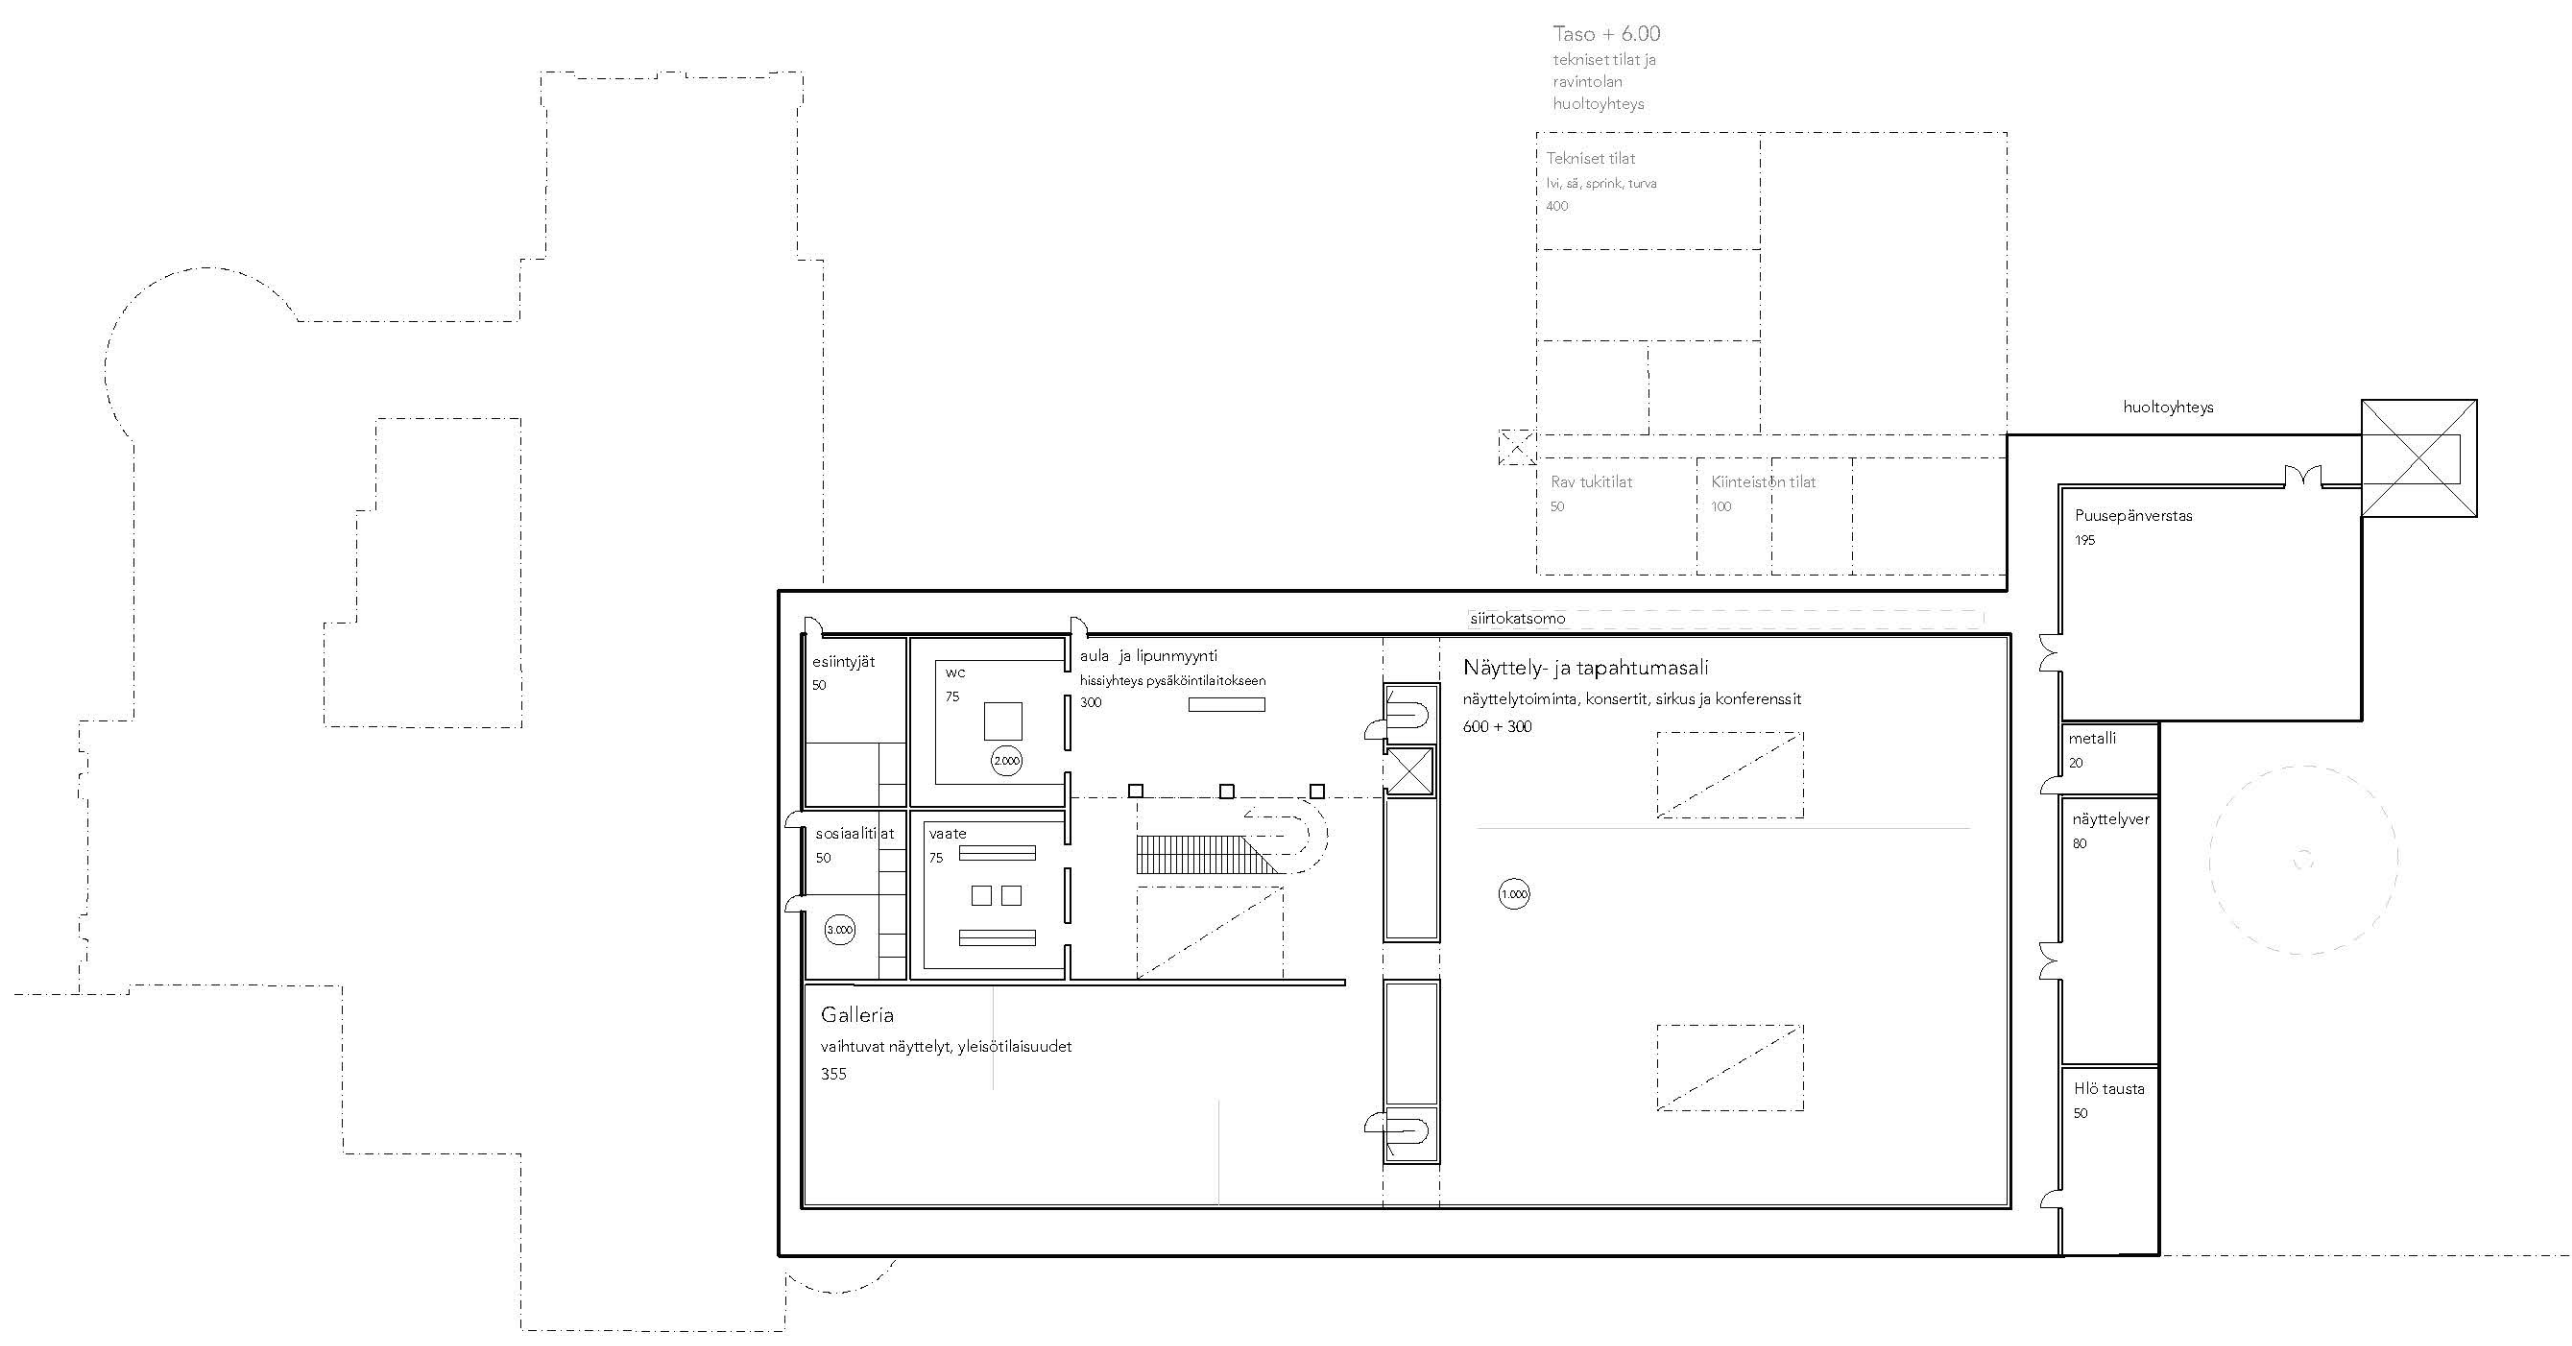 Taso + 6.00
tekniset tilat ja
ravintolan
huoltoyhteys
Tekniset tilat
lvi, sä, sprink, turva
400
huoltoyhteys
Rav tukitilat
50
Kiinteistön tilat
100
Puusepänverstas
195
siirtokatsomo
esiintyjät
50
wc
75
2.000
aula ja lipunmyynti
hissiyhteys pysäköintilaitokseen
300
Näyttely- ja tapahtumasali
näyttelytoiminta, konsertit, sirkus ja konferenssit
600 + 300
metalli
20
sosiaalitilat
50
3.000
vaate
75
1.000
näyttelyver
80
Galleria
vaihtuvat näyttelyt, yleisötilaisuudet
355
Hlö tausta
50